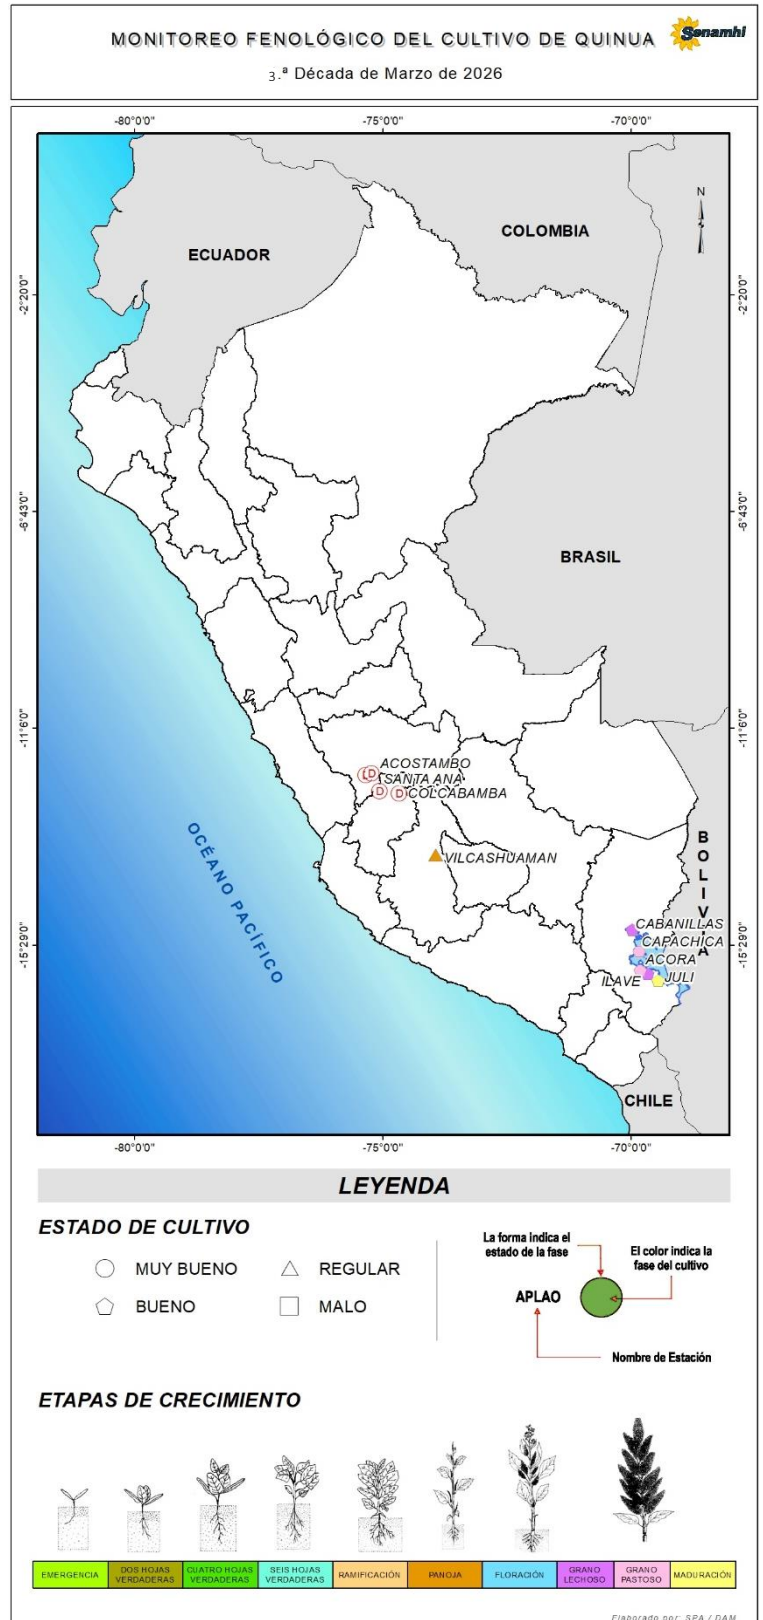 MONITOREO FENOLÓGICO DEL CULTIVO DE QUINUA
Senamhi
3.ª Década de Marzo de 2026
-80°0'0" -75°0'0" -70°0'0"
N
COLOMBIA
ECUADOR
-2°20'0" -2°20'0"
-6°43'0" -6°43'0"
BRASIL
-11°6'0" -11°6'0"
ACOSTAMBO
D
SANTA ANA
D D COLCABAMBA
OCÉANO PACÍFICO
BOLIVIA
VILCASHUAMAN
CABANILLAS
-15°29'0" CAPACHICA -15°29'0"
ACORA
ILAVE JULI
CHILE
-80°0'0" -75°0'0" -70°0'0"
LEYENDA
ESTADO DE CULTIVO
MUY BUENO REGULAR
BUENO MALO
La forma indica el
estado de la fase
El color indica la
fase del cultivo
APLAO
Nombre de Estación
ETAPAS DE CRECIMIENTO
EMERGENCIA
DOS HOJAS
VERDADERAS
CUATRO HOJAS
VERDADERAS
SEIS HOJAS
VERDADERAS
RAMIFICACIÓN
PANOJA
FLORACIÓN
GRANO
LECHOSO
GRANO
PASTOSO
MADURACIÓN
Elaborado por: SPA / DAM